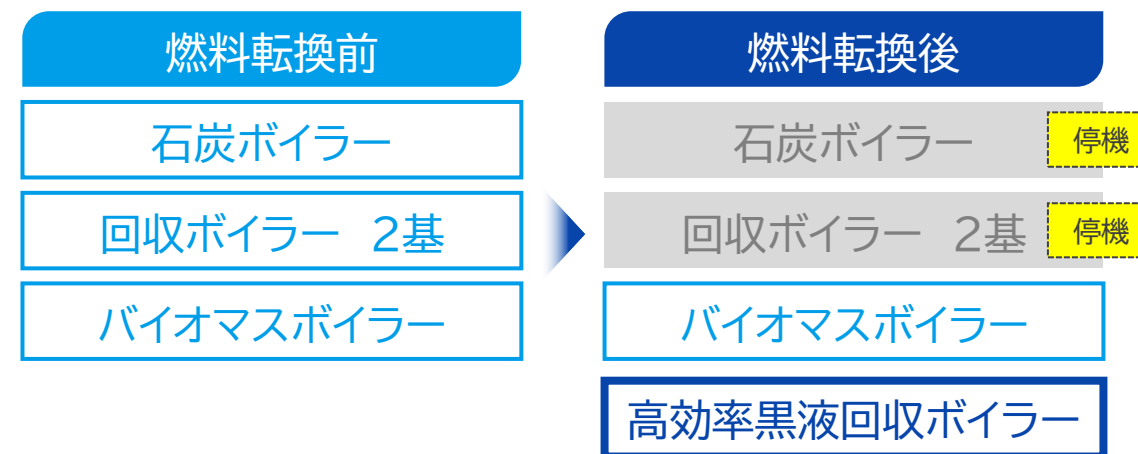 燃料転換前
石炭ボイラー
回収ボイラー　2基
バイオマスボイラー
燃料転換後
石炭ボイラー
停機
回収ボイラー　2基
停機
バイオマスボイラー
高効率黒液回収ボイラー